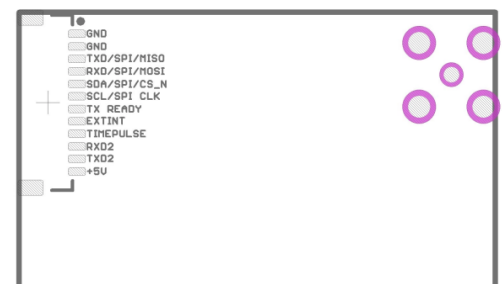 GND
GND
TXD/SPI/MISO
RXD/SPI/MOSI
SDA/SPI/CS_N
SCL/SPI CLK
TX READY
EXTINT
TIMEPULSE
RXD2
TXD2
+5V